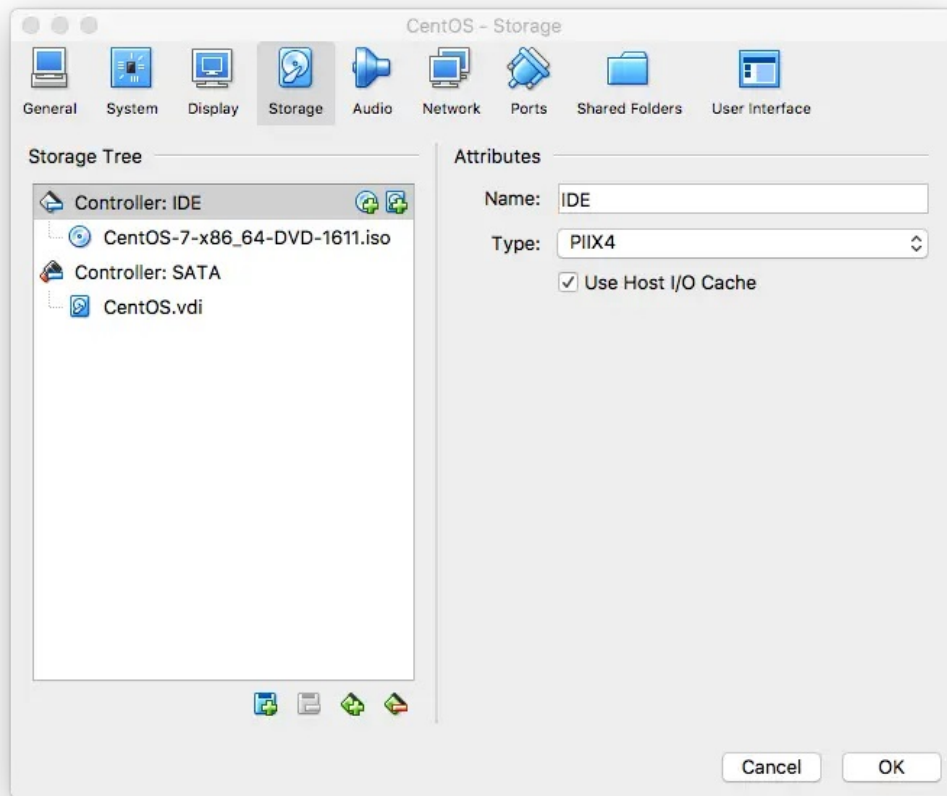 CentOS - Storage
General System Display Storage Audio Network Ports Shared Folders User Interface
Storage Tree
Controller: IDE
CentOS-7-x86_64-DVD-1611.iso
Controller: SATA
CentOS.vdi
Attributes
Name: IDE
Type: PIIX4
Use Host I/O Cache
Cancel OK